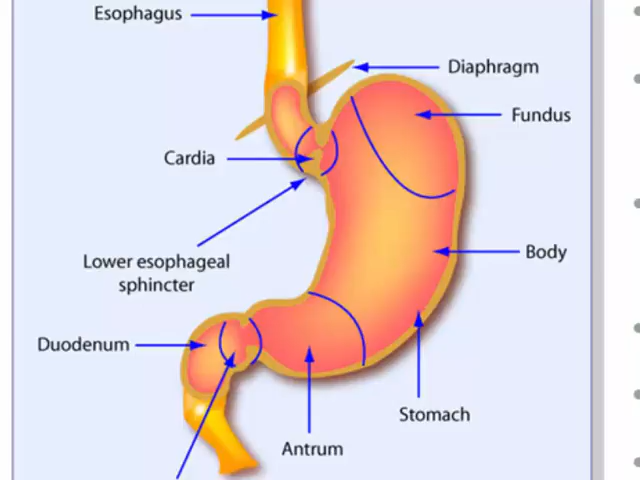 Esophagus
Diaphragm
Fundus
Cardia
Lower esophageal
sphincter
Body
Duodenum
Stomach
Antrum